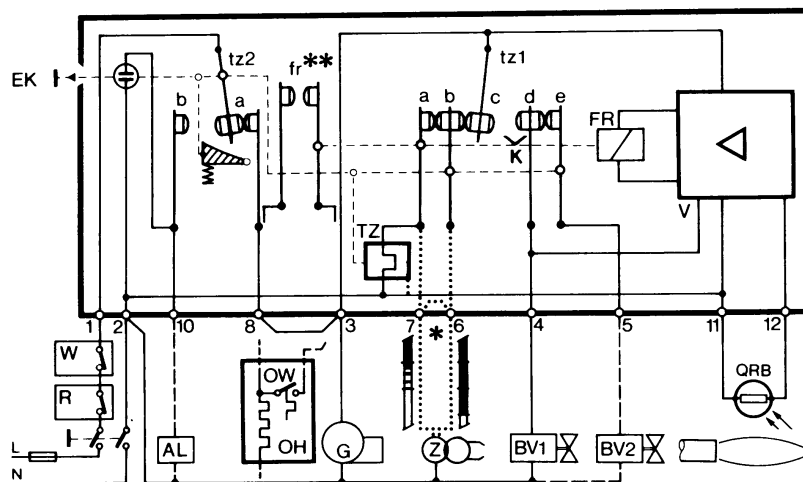 tz2 fr** tz1
EK b a a b c d e FR
K
TZ V
1 2 10 8 3 7 6 4 5 11 12
*
W OW QRB
R
L AL OH G Z BV1 BV2
N